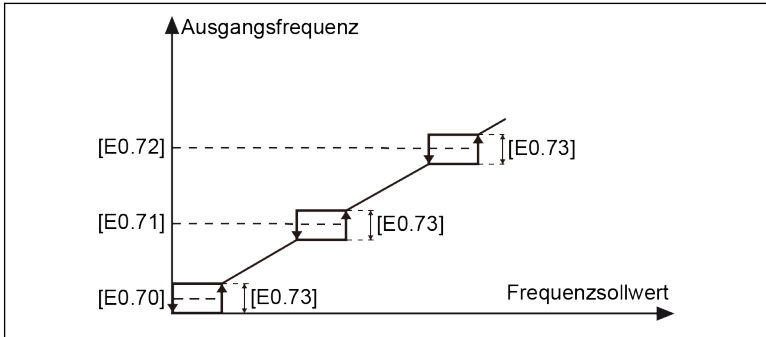 Ausgangsfrequenz
[E0.72]
[E0.73]
[E0.71]
[E0.73]
[E0.70]
[E0.73]
Frequenzsollwert